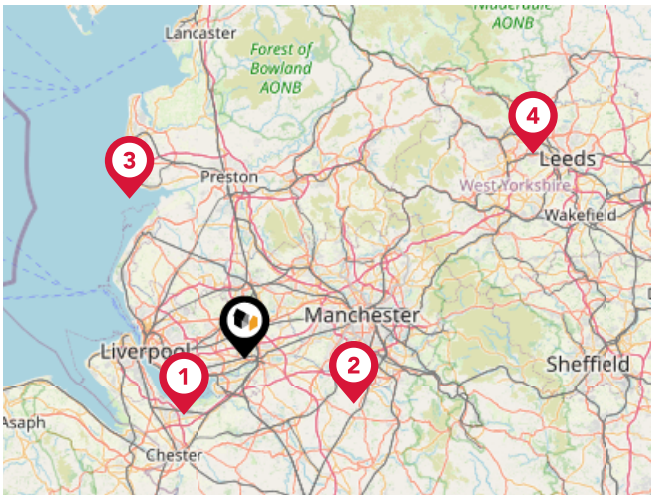 Nidderdale
AONB
Lancaster
Forest of
Bowland
AONB
4
3
Leeds
Preston
West Yorkshire
Wakefield
Manchester
Liverpool
2
1
Sheffield
Asaph
Chester